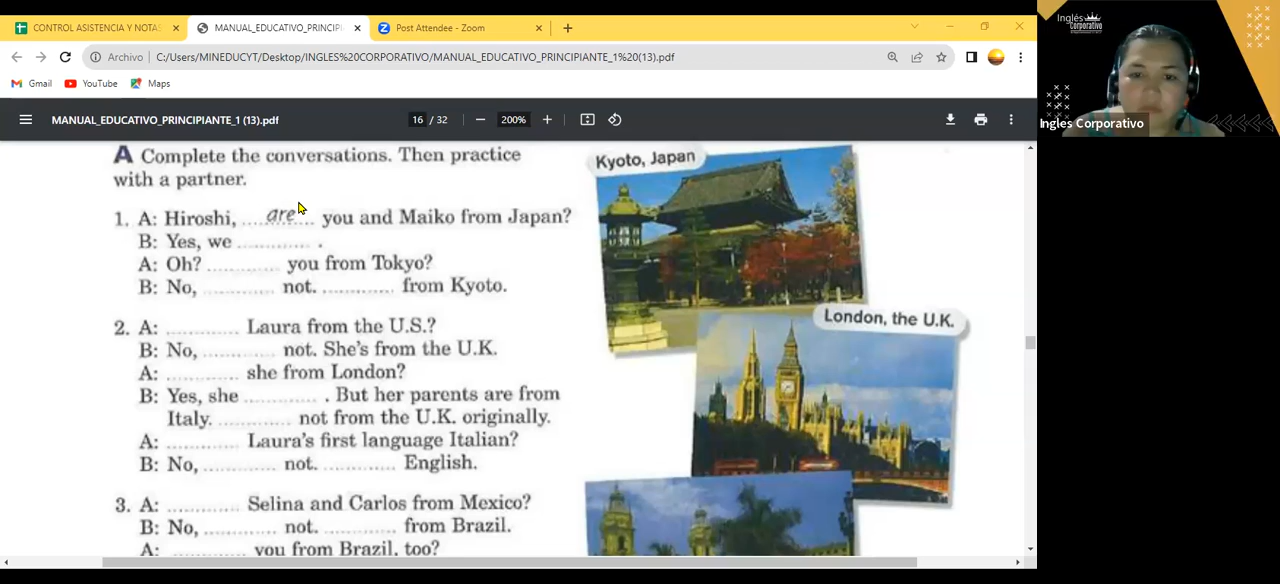 CONTROL ASISTENCIA Y NOTAS
MANUAL_EDUCATIVO_PRINCIPI
Post Attendee - Zoom
Archivo
C:/Users/MINEDUCYT/Desktop/INGLES%20CORPORATIVO/MANUAL_EDUCATIVO_PRINCIPIANTE_1%20(13).pdf
Gmail
YouTube
Maps
MANUAL_EDUCATIVO_PRINCIPIANTE_1 (13).pdf
16 / 32
200%
A Complete the conversations. Then practice
with a partner.
1. A: Hiroshi, ....are.... you and Maiko from Japan?
B: Yes, we ............ .
A: Oh? ............ you from Tokyo?
B: No, ............ not. ............ from Kyoto.
2. A: ............ Laura from the U.S.?
B: No, ............ not. She's from the U.K.
A: ............ she from London?
B: Yes, she ............ . But her parents are from
Italy. ............ not from the U.K. originally.
A: ............ Laura's first language Italian?
B: No, ............ not. ............ English.
3. A: ............ Selina and Carlos from Mexico?
B: No, ............ not. ............ from Brazil.
A: ............ you from Brazil, too?
Kyoto, Japan
London, the U.K.
Inglés
Corporativo
Ingles Corporativo